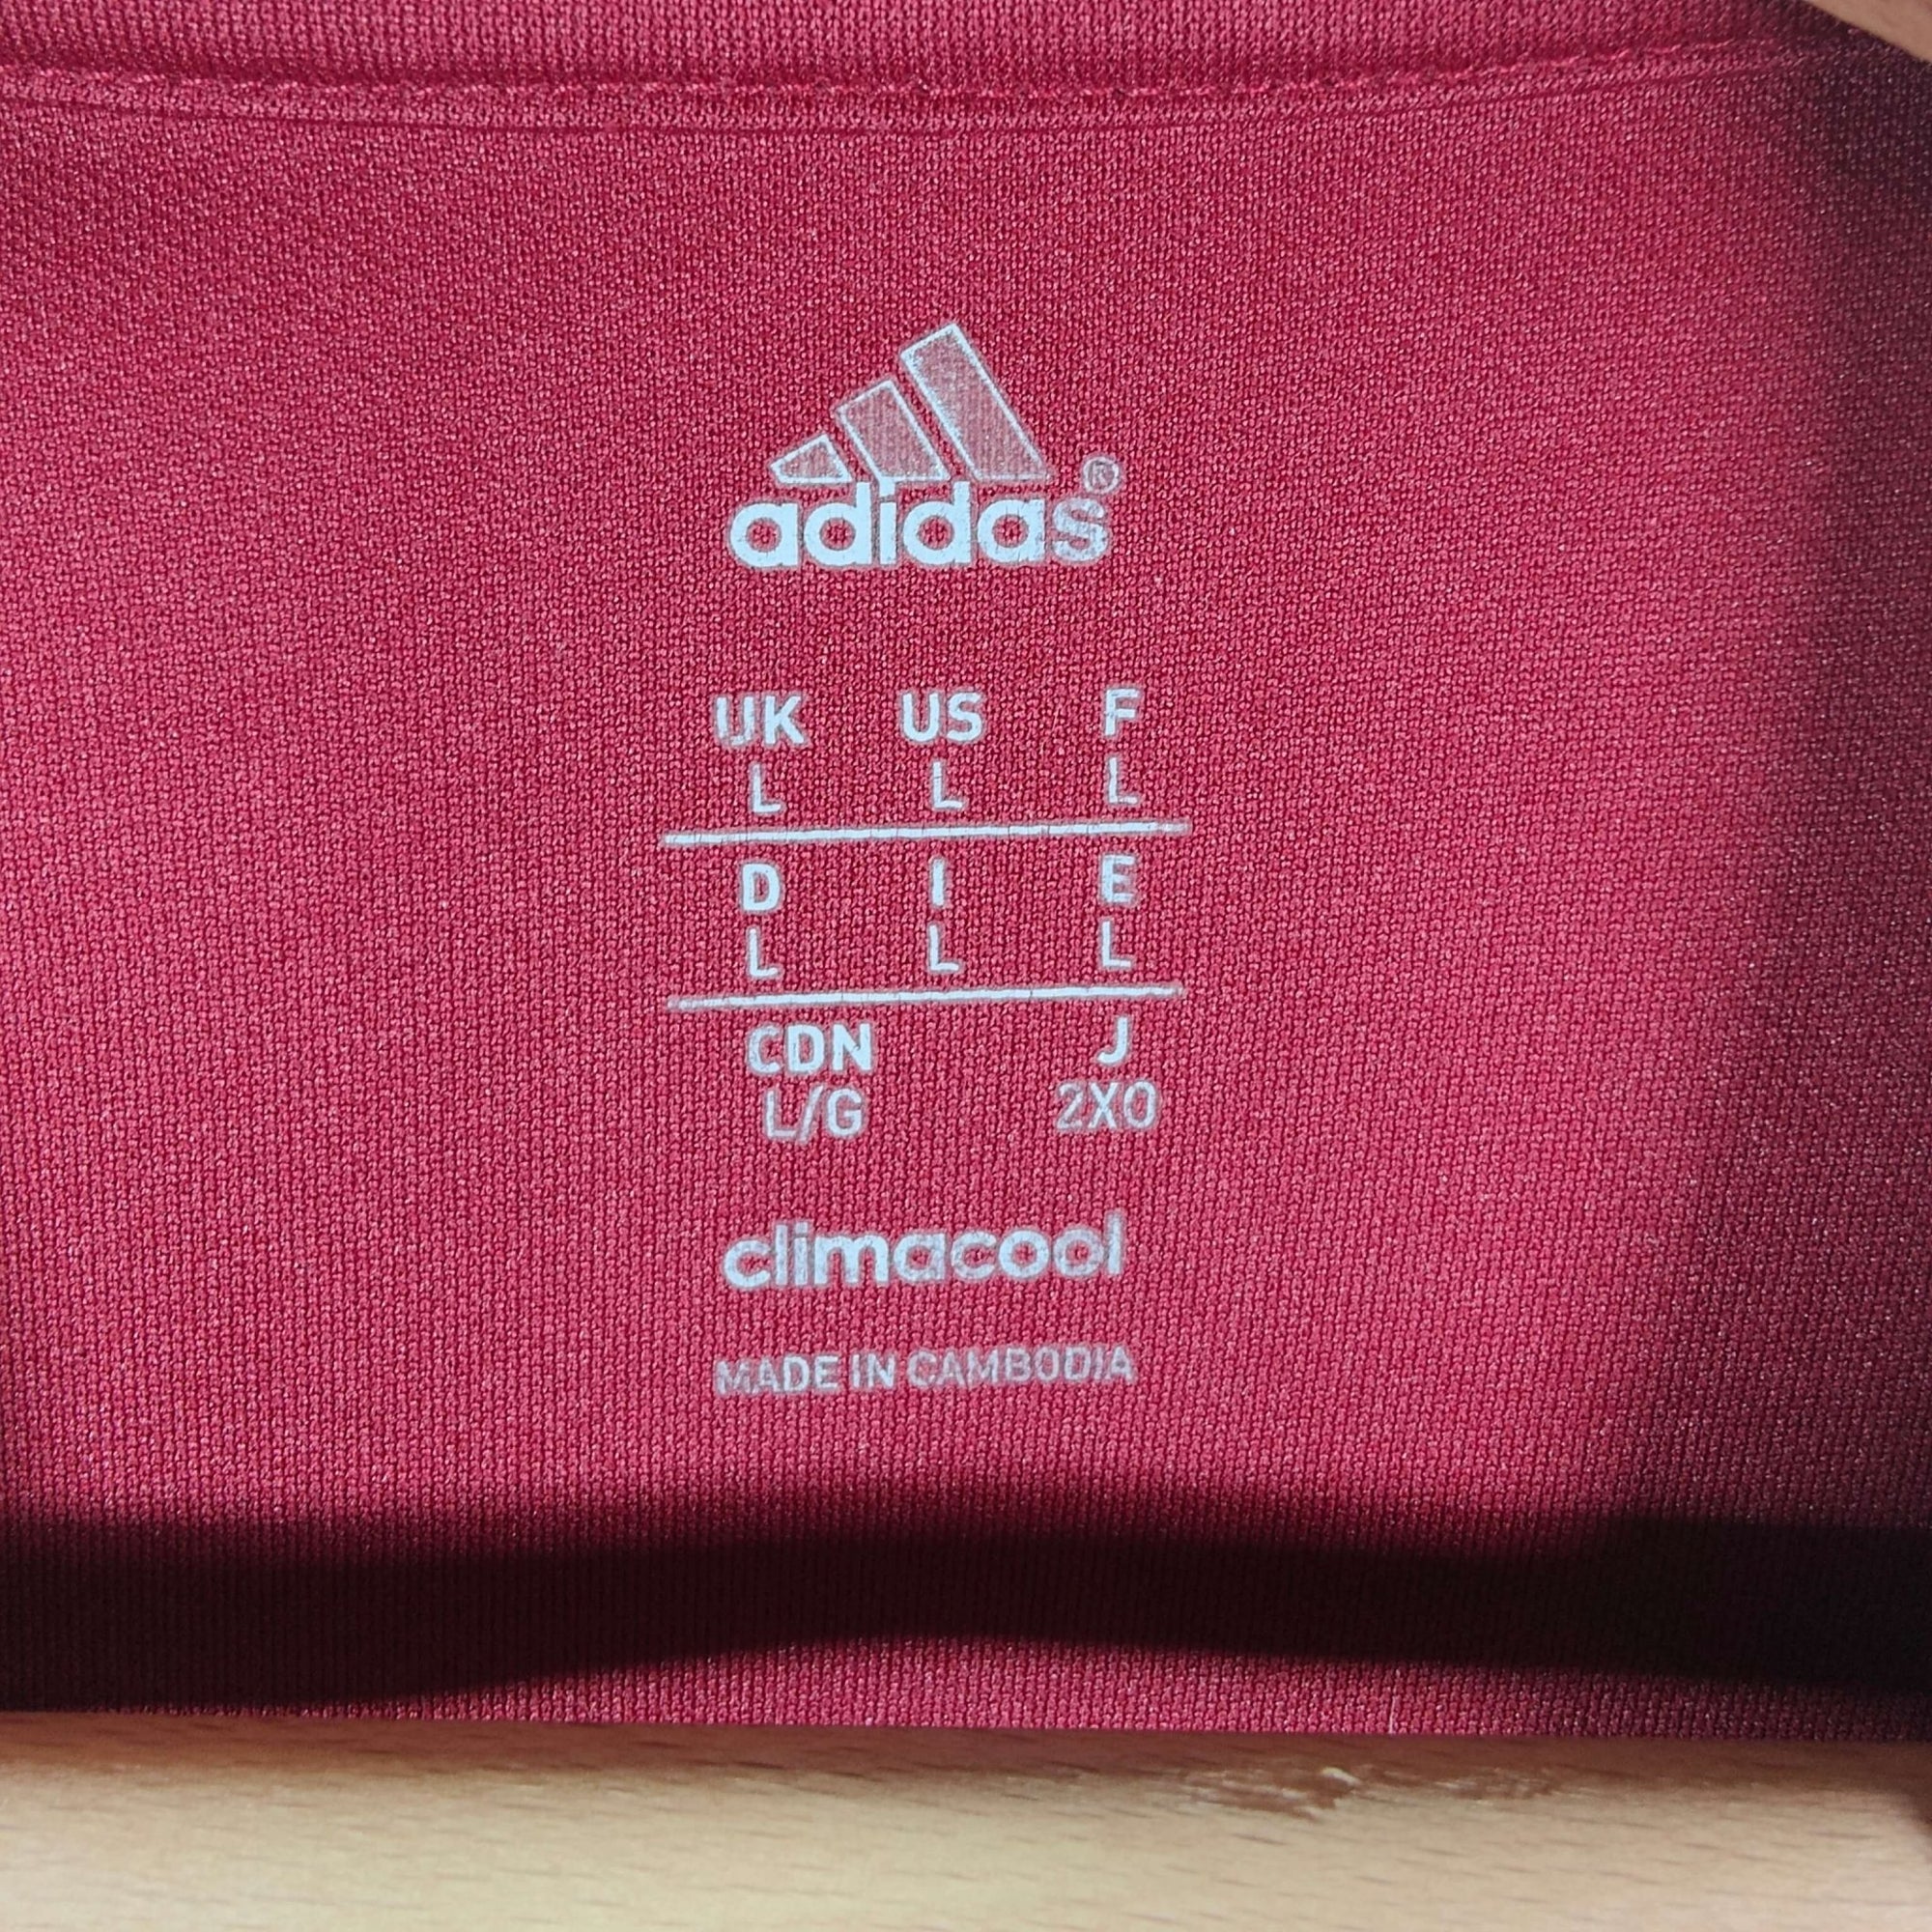 adidas®
UK US F
L L L
D I E
L L L
CDN J
L/G 2XO
climacool
MADE IN CAMBODIA